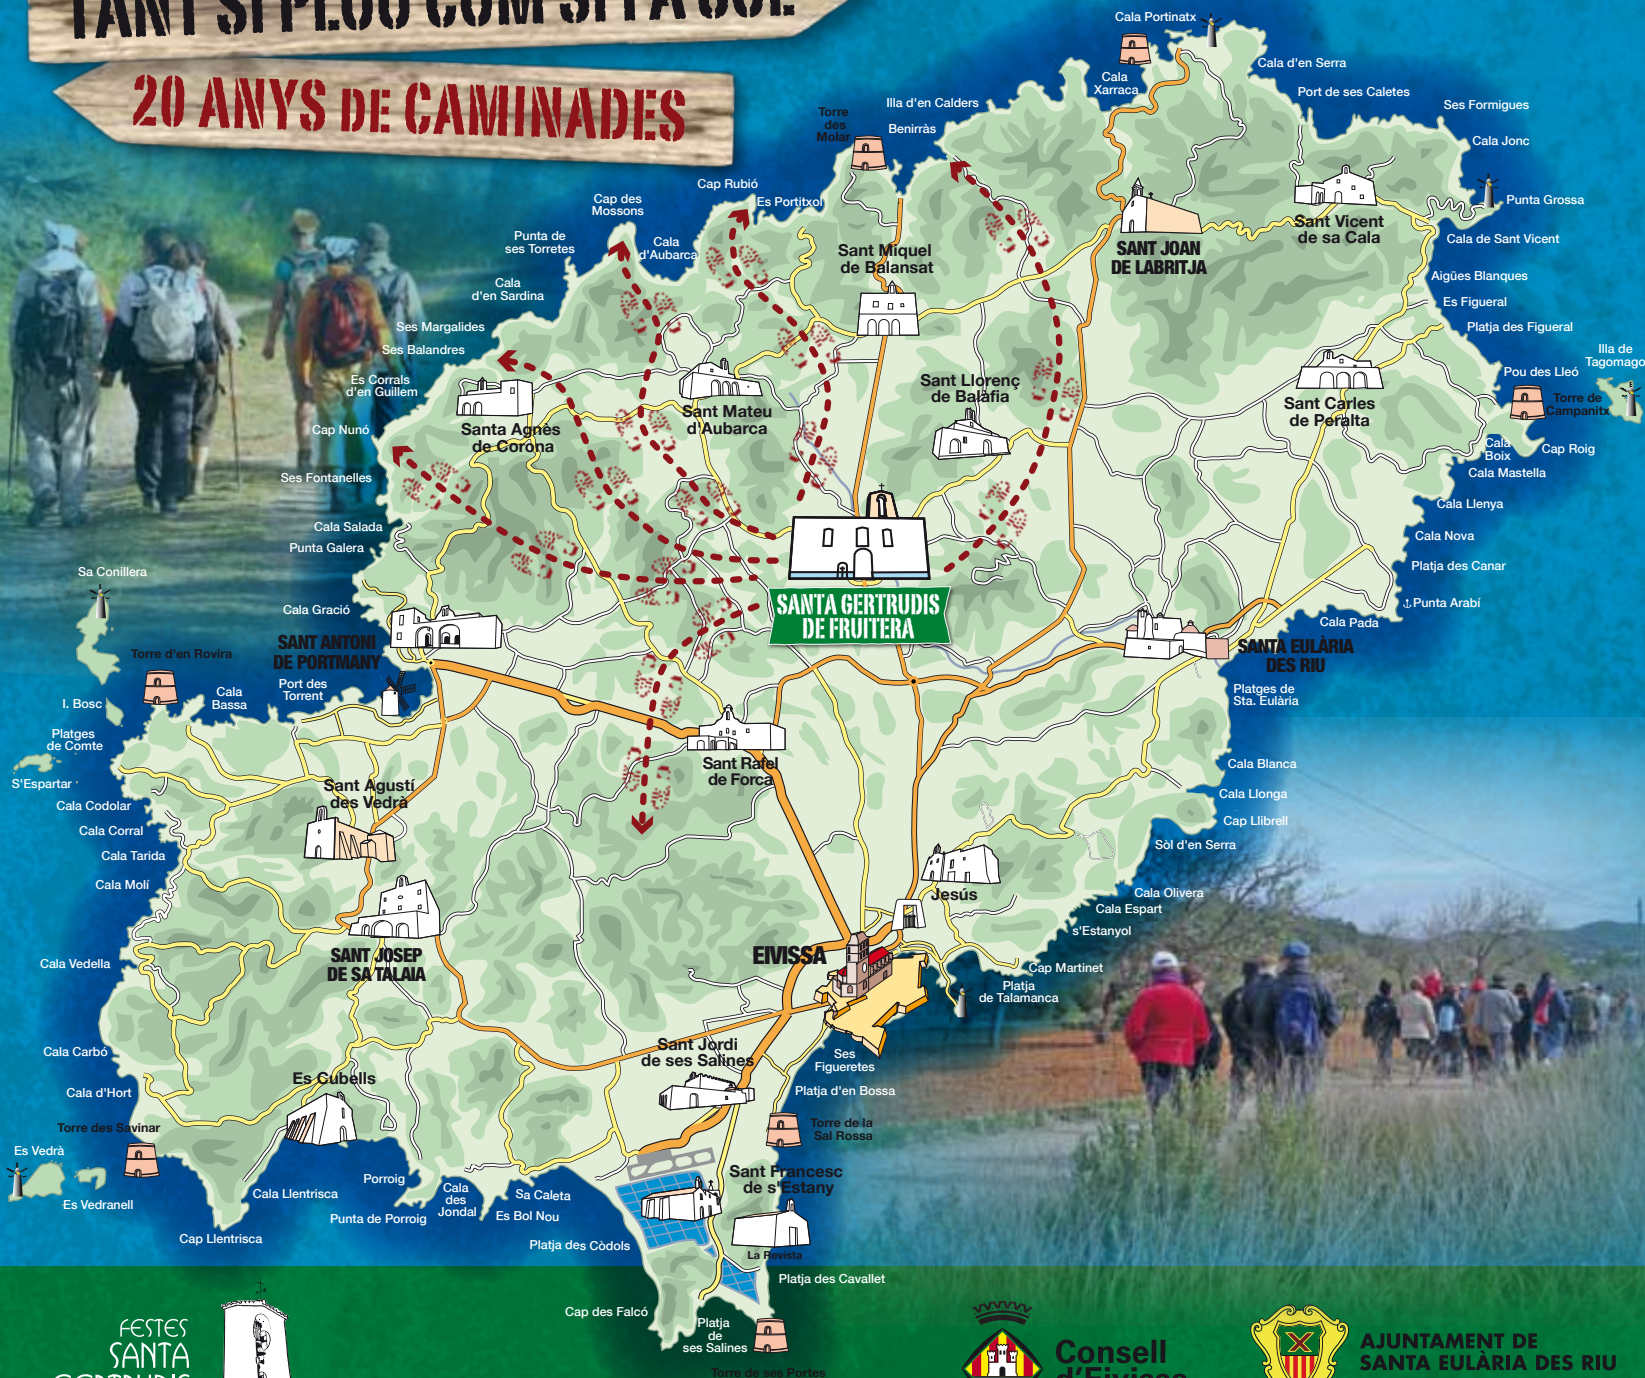 TANT SI PLOU COM SI FA SOL
20 ANYS DE CAMINADES
Cala Portinatx
Cala
Xarraca
Cala d'en Serra
Port de ses Caletes
Ses Formigues
Cala Jonc
Punta Grossa
Cala de Sant Vicent
Aigües Blanques
Es Figueral
Platja des Figueral
Illa de
Tagomago
Pou des Lleó
Torre de
Campanitx
Cala
Boix
Cap Roig
Cala Mastella
Cala Llenya
Cala Nova
Platja des Canar
Punta Arabí
Cala Pada
SANTA EULÀRIA
DES RIU
Platges de
Sta. Eulària
Cala Blanca
Cala Llonga
Cap Llibrell
Sòl d'en Serra
Cala Olivera
Cala Espart
s'Estanyol
Cap Martinet
Platja
de Talamanca
Illa d'en Calders
Benirràs
Torre
des
Molar
Cap Rubió
Es Portitxol
Cap des
Mossons
Cala
d'Aubarca
Punta de
ses Torretes
Cala
d'en Sardina
Ses Margalides
Ses Balandres
Es Corrals
d'en Guillem
Cap Nunó
Ses Fontanelles
Cala Salada
Punta Galera
Cala Gració
Sant Miquel
de Balansat
SANT JOAN
DE LABRITJA
Sant Vicent
de sa Cala
Sant Llorenç
de Balàfia
Sant Carles
de Peralta
Sant Mateu
d'Aubarca
Santa Agnès
de Corona
SANTA GERTRUDIS
DE FRUITERA
SANT ANTONI
DE PORTMANY
Port des
Torrent
Sa Conillera
Torre d'en Rovira
Cala
Bassa
I. Bosc
Platges
de Comte
S'Espartar
Cala Codolar
Cala Corral
Cala Tarida
Cala Molí
Cala Vedella
Cala Carbó
Cala d'Hort
Torre des Savinar
Es Vedrà
Es Vedranell
Sant Agustí
des Vedrà
Sant Rafel
de Forca
SANT JOSEP
DE SA TALAIA
Jesús
EIVISSA
Es Cubells
Sant Jordi
de ses Salines
Ses
Figueretes
Platja d'en Bossa
Torre de la
Sal Rossa
Sant Francesc
de s'Estany
La Revista
Platja des Cavallet
Cap Llentrisca
Cala Llentrisca
Porroig
Punta de Porroig
Cala
des
Jondal
Es Bol Nou
Sa Caleta
Platja des Còdols
Cap des Falcó
Platja
de
ses Salines
Torre de ses Portes
FESTES
SANTA
GERTRUDIS
Consell
d'Eivissa
AJUNTAMENT DE
SANTA EULÀRIA DES RIU